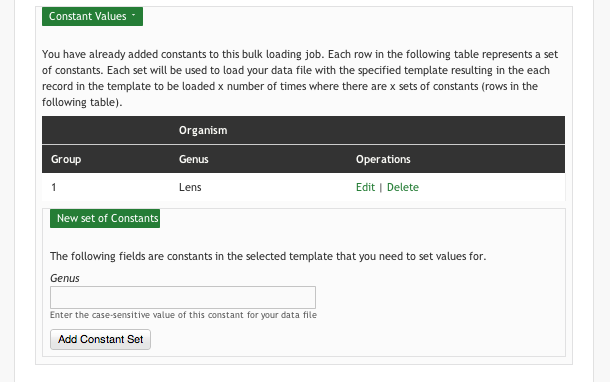 Constant Values
You have already added constants to this bulk loading job. Each row in the following table represents a set
of constants. Each set will be used to load your data file with the specified template resulting in the each
record in the template to be loaded x number of times where there are x sets of constants (rows in the
following table).
Organism
Group Genus Operations
1 Lens Edit | Delete
New set of Constants
The following fields are constants in the selected template that you need to set values for.
Genus
Enter the case-sensitive value of this constant for your data file
Add Constant Set